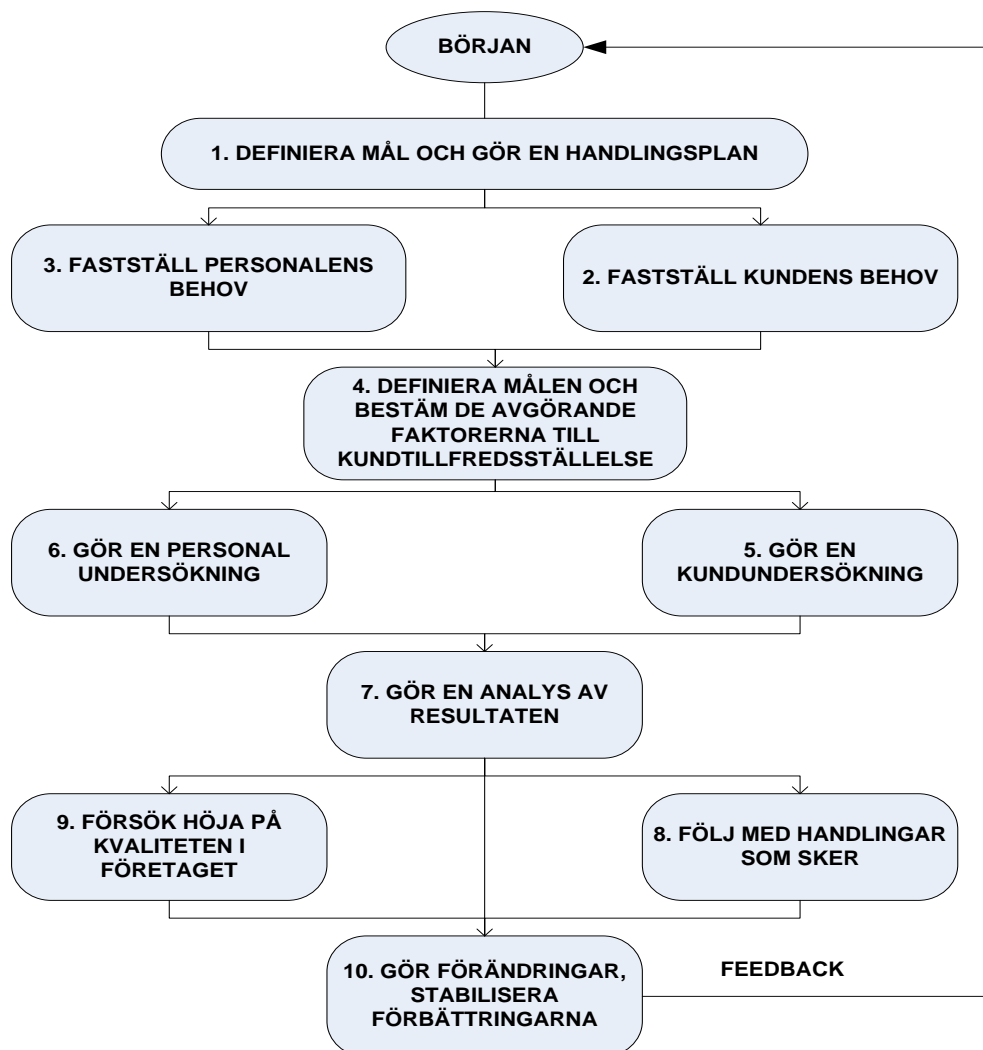 BÖRJAN
1. DEFINIERA MÅL OCH GÖR EN HANDLINGSPLAN
3. FASTSTÄLL PERSONALENS
BEHOV
2. FASTSTÄLL KUNDENS BEHOV
4. DEFINIERA MÅLEN OCH
BESTÄM DE AVGÖRANDE
FAKTORERNA TILL
KUNDTILLFREDSSTÄLLELSE
6. GÖR EN PERSONAL
UNDERSÖKNING
5. GÖR EN
KUNDUNDERSÖKNING
7. GÖR EN ANALYS AV
RESULTATEN
9. FÖRSÖK HÖJA PÅ
KVALITETEN I
FÖRETAGET
8. FÖLJ MED HANDLINGAR
SOM SKER
10. GÖR FÖRÄNDRINGAR,
STABILISERA
FÖRBÄTTRINGARNA
FEEDBACK